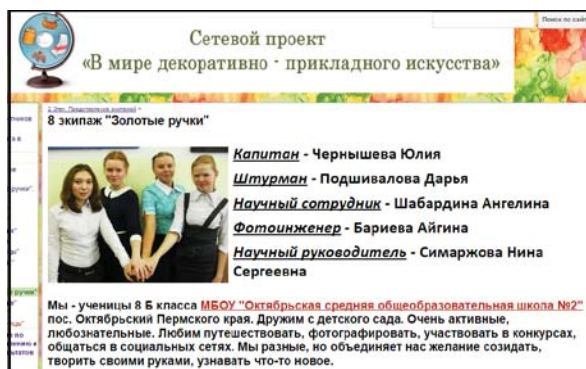 Поиск по сайт
Сетевой проект
«В мире декоративно - прикладного искусства»
8 экипаж "Золотые ручки"
Капитан - Чернышева Юлия
Штурман - Подшивалова Дарья
Научный сотрудник - Шабардина Ангелина
Фотоинженер - Бариева Айгина
Научный руководитель - Симаржова Нина
Сергеевна
Мы - ученицы 8 Б класса МБОУ "Октябрьская средняя общеобразовательная школа №2"
пос. Октябрьский Пермского края. Дружим с детского сада. Очень активные,
любознательные. Любим путешествовать, фотографировать, участвовать в конкурсах,
общаться в социальных сетях. Мы разные, но объединяет нас желание созидать,
творить своими руками, узнавать что-то новое.